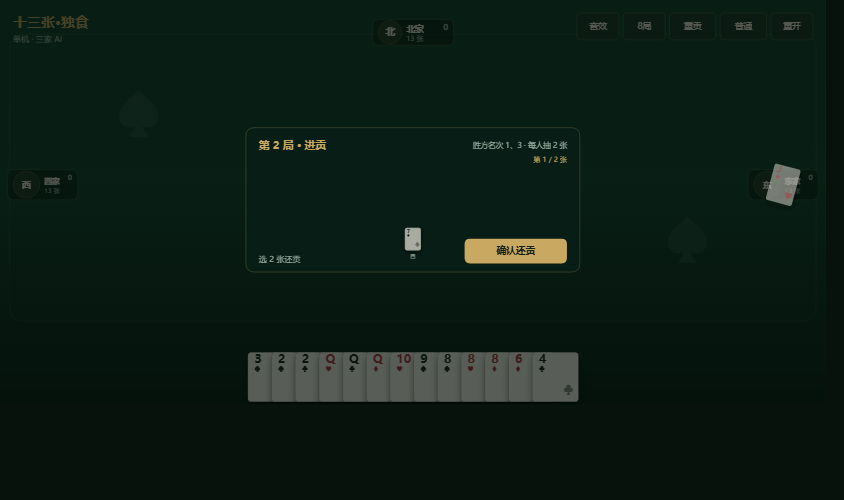 十三张•独食
单机 · 三家 AI
北
北家
13 张
0
音效
8局
重贡
普通
重开
第 2 局 • 进贡
胜方名次 1、3 · 每人抽 2 张
第 1 / 2 张
西
西家
13 张
0
0
西
选 2 张还贡
确认还贡
3 2 2 Q Q Q 10 9 8 8 8 6 4